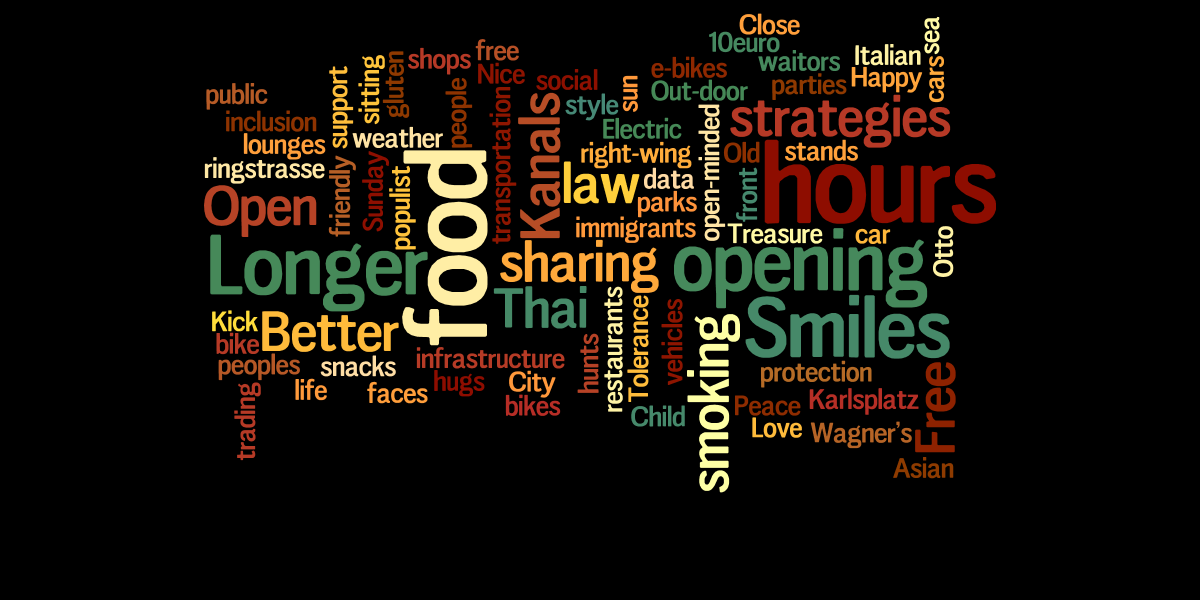 Close
10euro
sea
waitors
Italian
cars
shops
free
Nice
social
e-bikes
parties
Happy
public
support
sitting
gluten
people
style
sun
Out-door
inclusion
weather
transportation
Kanals
Electric
open-minded
strategies
lounges
right-wing
Old
stands
ringstrasse
friendly
Sunday
populist
food
law
data
parks
front
hours
Open
immigrants
Treasure
car
Otto
Longer
sharing
opening
Thai
restaurants
Tolerance
vehicles
Smiles
Kick
Better
bike
peoples
snacks
infrastructure
hunts
smoking
protection
trading
life
faces
hugs
City
bikes
Child
Peace
Karlsplatz
Free
Love
Wagner's
Asian